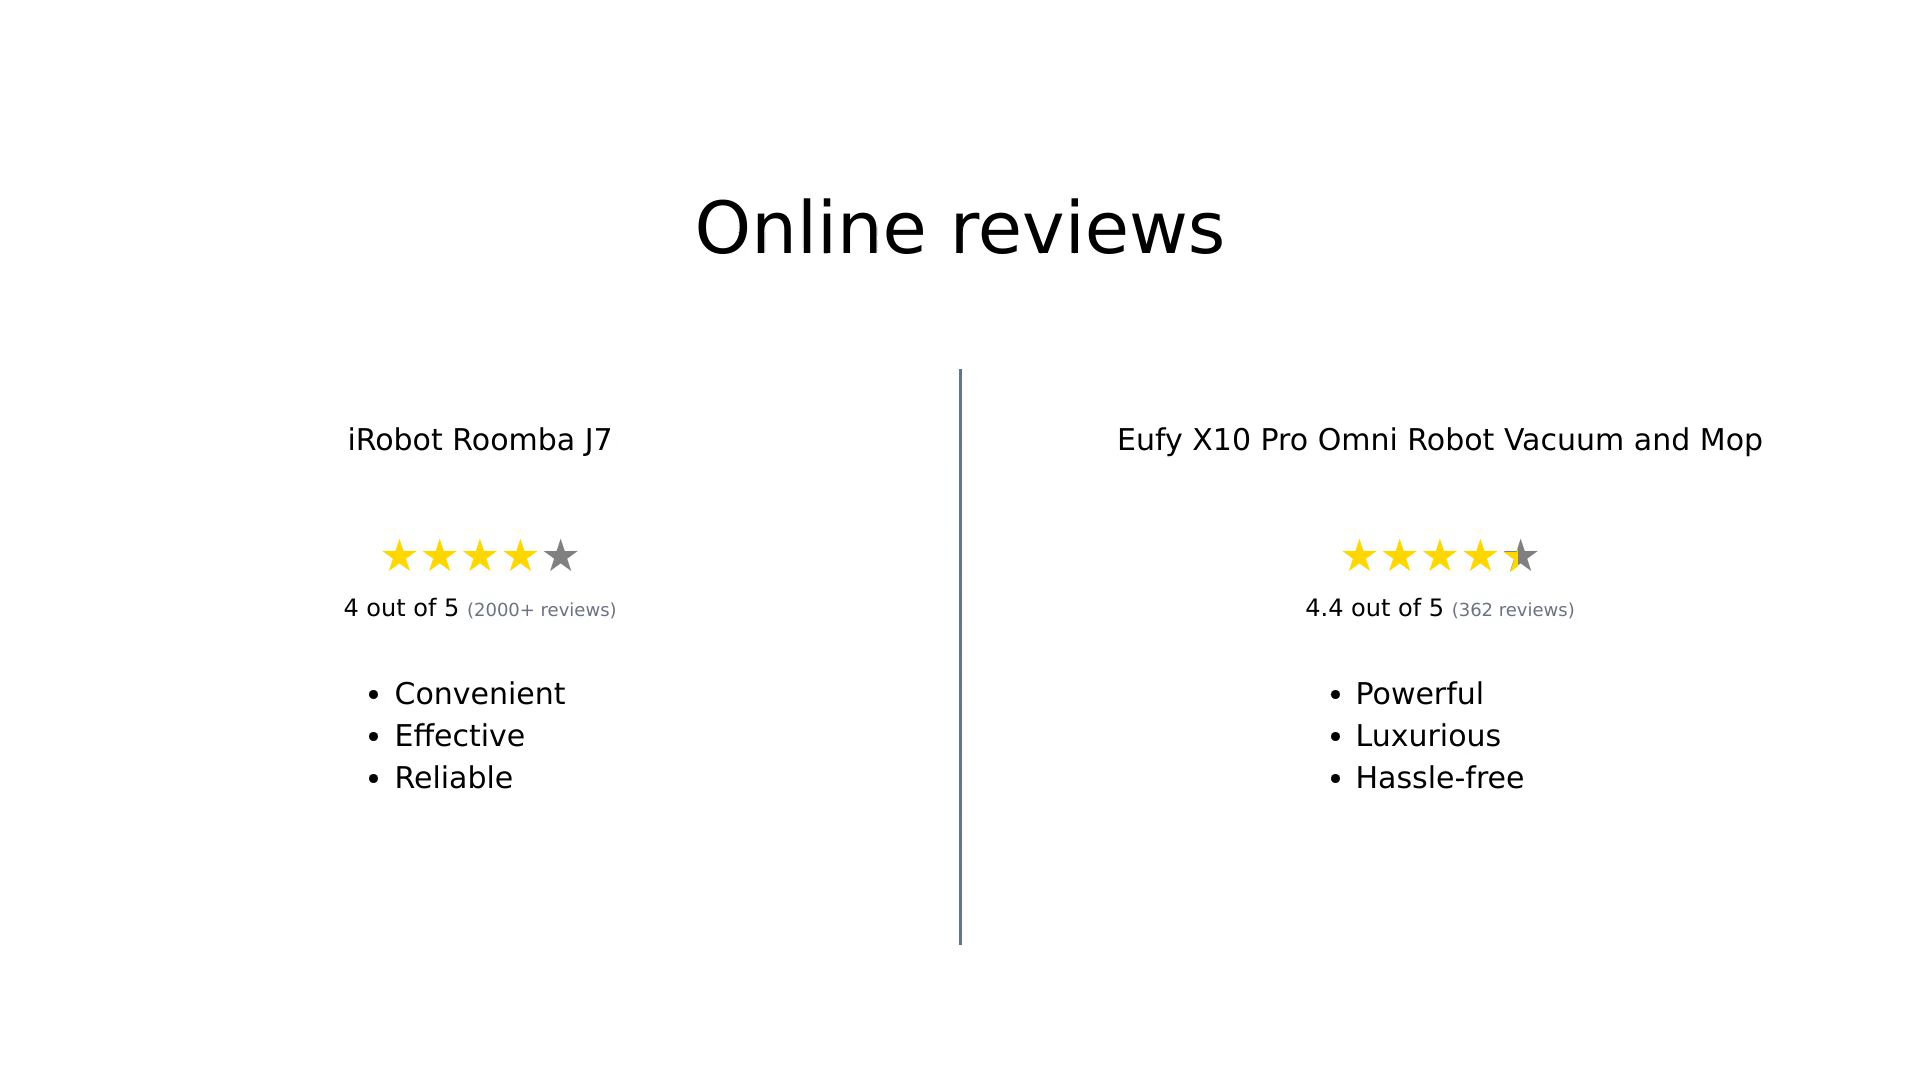 Online reviews
iRobot Roomba J7
★★★★★
4 out of 5 (2000+ reviews)
• Convenient
• Effective
• Reliable
Eufy X10 Pro Omni Robot Vacuum and Mop
★★★★★
4.4 out of 5 (362 reviews)
• Powerful
• Luxurious
• Hassle-free